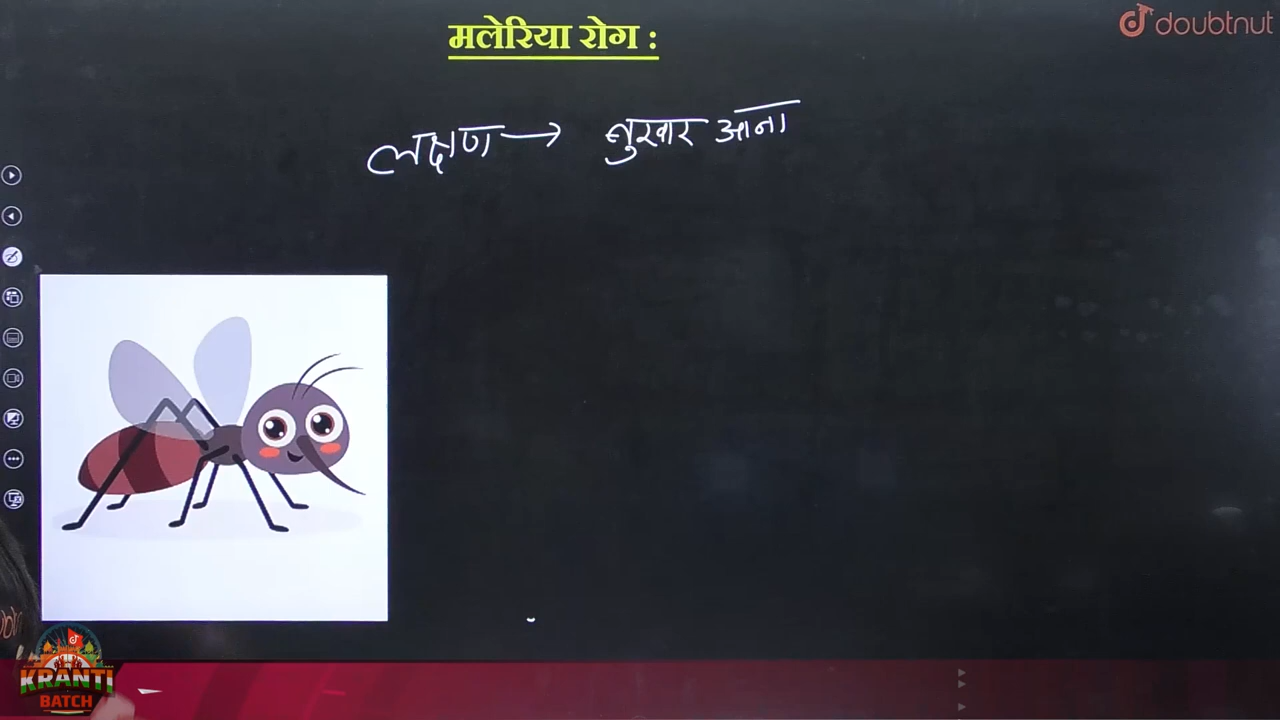 मलेरिया रोग :
doubtnut
लक्षण → बुखार आना
KRANTI
BATCH